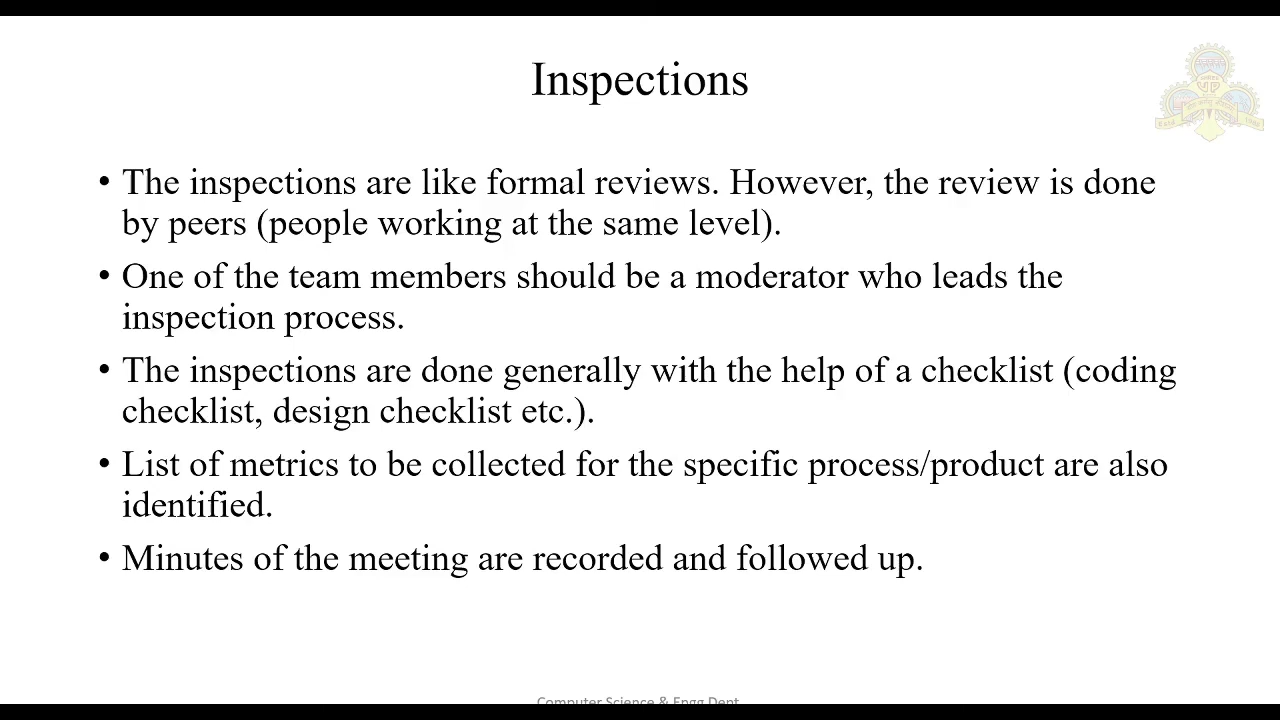 Inspections
• The inspections are like formal reviews. However, the review is done
by peers (people working at the same level).
• One of the team members should be a moderator who leads the
inspection process.
• The inspections are done generally with the help of a checklist (coding
checklist, design checklist etc.).
• List of metrics to be collected for the specific process/product are also
identified.
• Minutes of the meeting are recorded and followed up.
Computer Science & Engg Dept